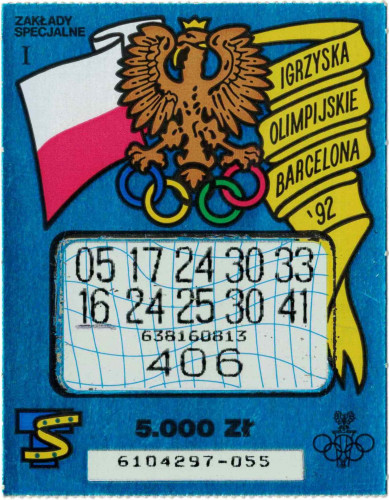 ZAKŁADY
SPECJALNE
I
IGRZYSKA
OLIMPIJSKIE
BARCELONA
'92
05 17 24 30 33
16 24 25 30 41
638160813
406
TS
5.000 Zł
6104297-055